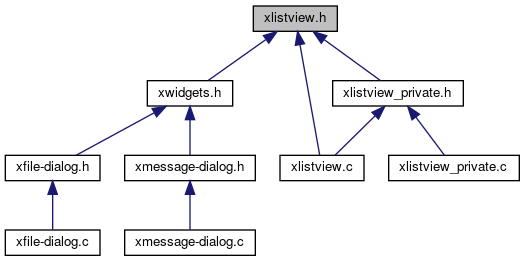 xlistview.h
xwidgets.h
xlistview_private.h
xfile-dialog.h
xmessage-dialog.h
xlistview.c
xlistview_private.c
xfile-dialog.c
xmessage-dialog.c